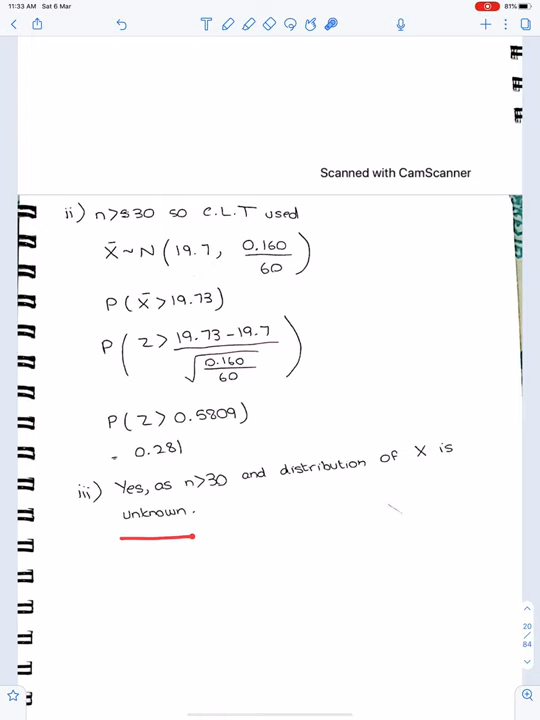 11:33 AM Sat 6 Mar
81%
Scanned with CamScanner
ii) n>30 so C.L.T used
X̄~N(19.7, 0.160/60)
P(X̄>19.73)
P(Z> 19.73-19.7/√(0.160/60))
P(Z>0.5809)
= 0.281
iii) Yes, as n>30 and distribution of X is
unknown.
20
/
84